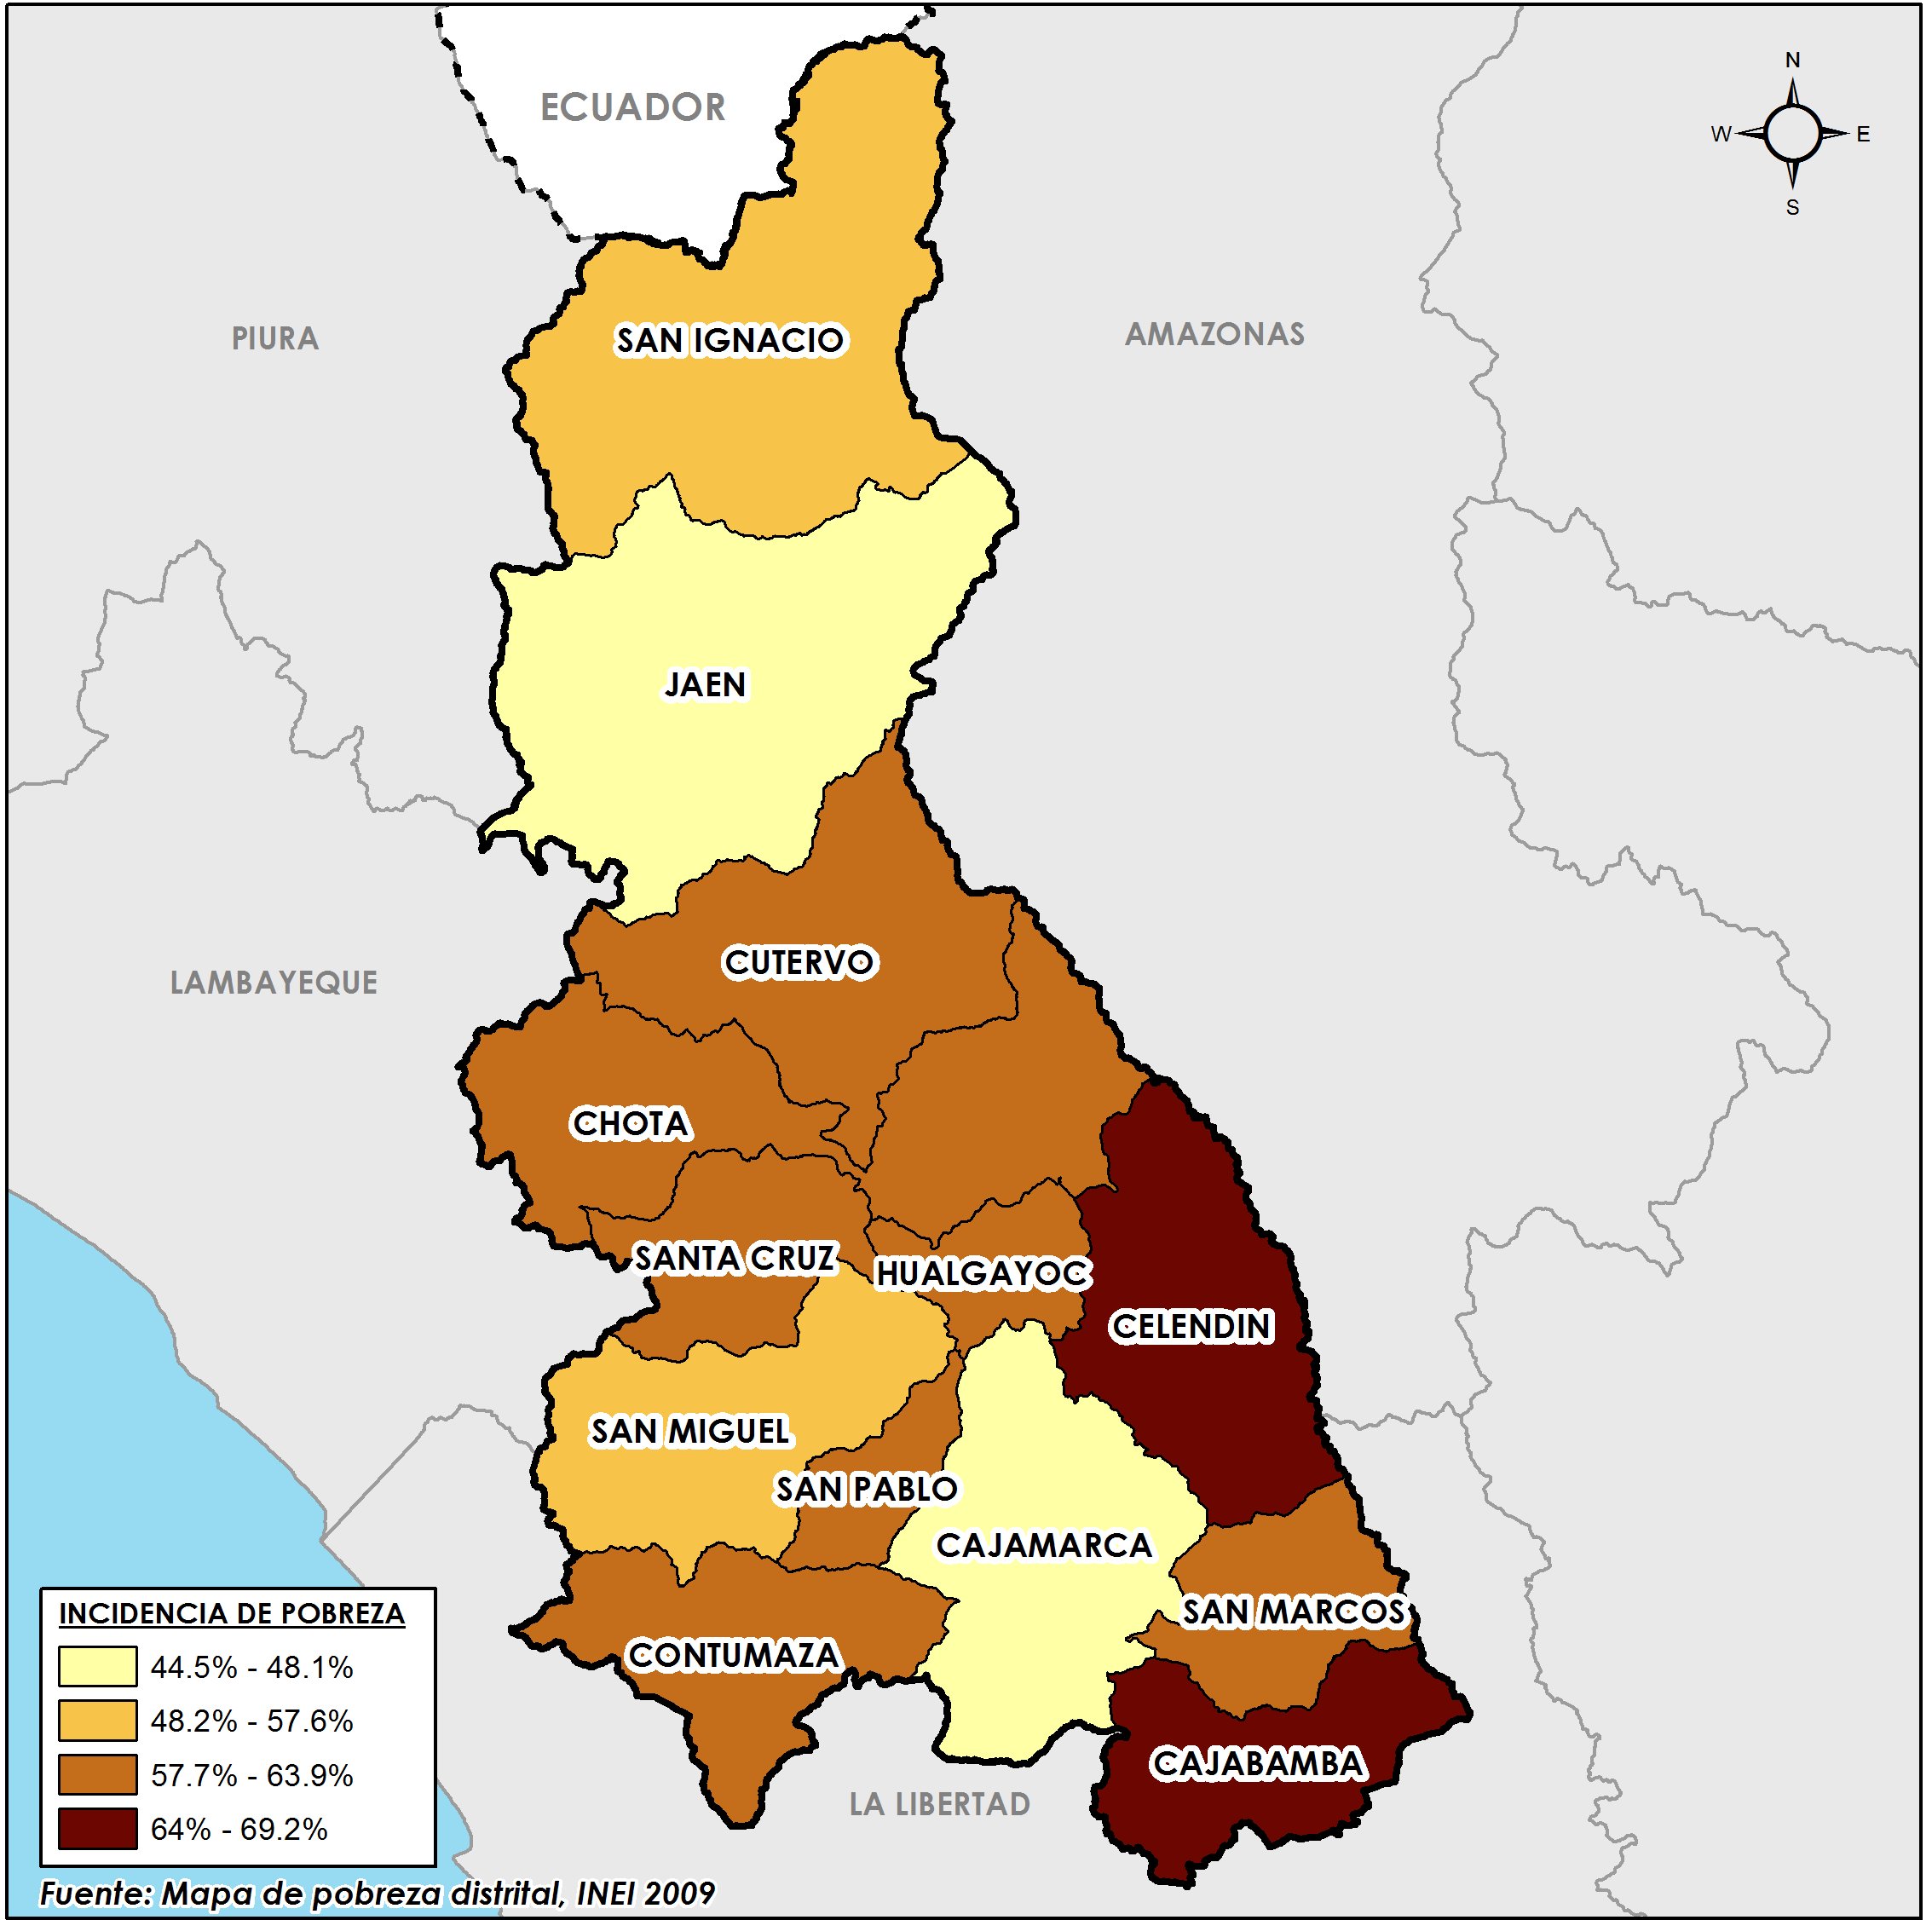 N
ECUADOR
W
E
S
PIURA
SAN IGNACIO
AMAZONAS
JAEN
CUTERVO
LAMBAYEQUE
CHOTA
SANTA CRUZ
HUALGAYOC
CELENDIN
SAN MIGUEL
SAN PABLO
CAJAMARCA
SAN MARCOS
CONTUMAZA
CAJABAMBA
LA LIBERTAD
INCIDENCIA DE POBREZA
44.5% - 48.1%
48.2% - 57.6%
57.7% - 63.9%
64% - 69.2%
Fuente: Mapa de pobreza distrital, INEI 2009